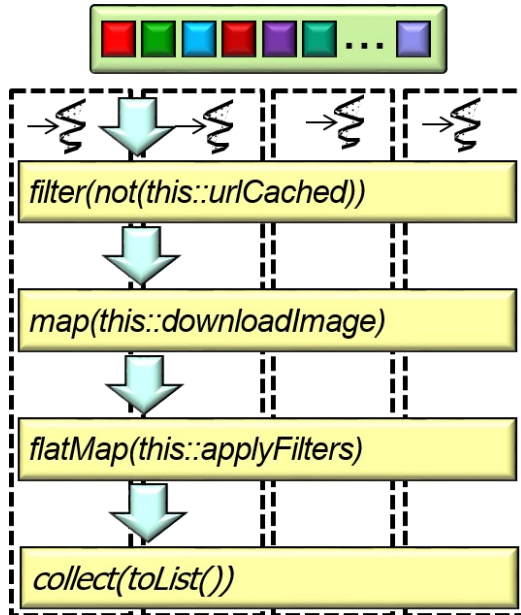 ...
filter(not(this::urlCached))
map(this::downloadImage)
flatMap(this::applyFilters)
collect(toList())